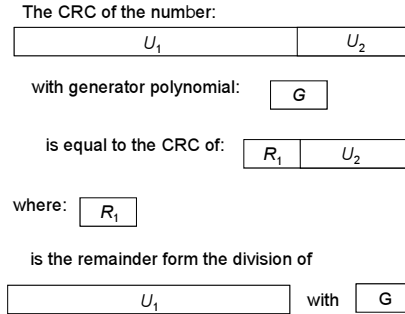 The CRC of the number:
U1 U2
with generator polynomial: G
is equal to the CRC of: R1 U2
where: R1
is the remainder form the division of
U1 with G